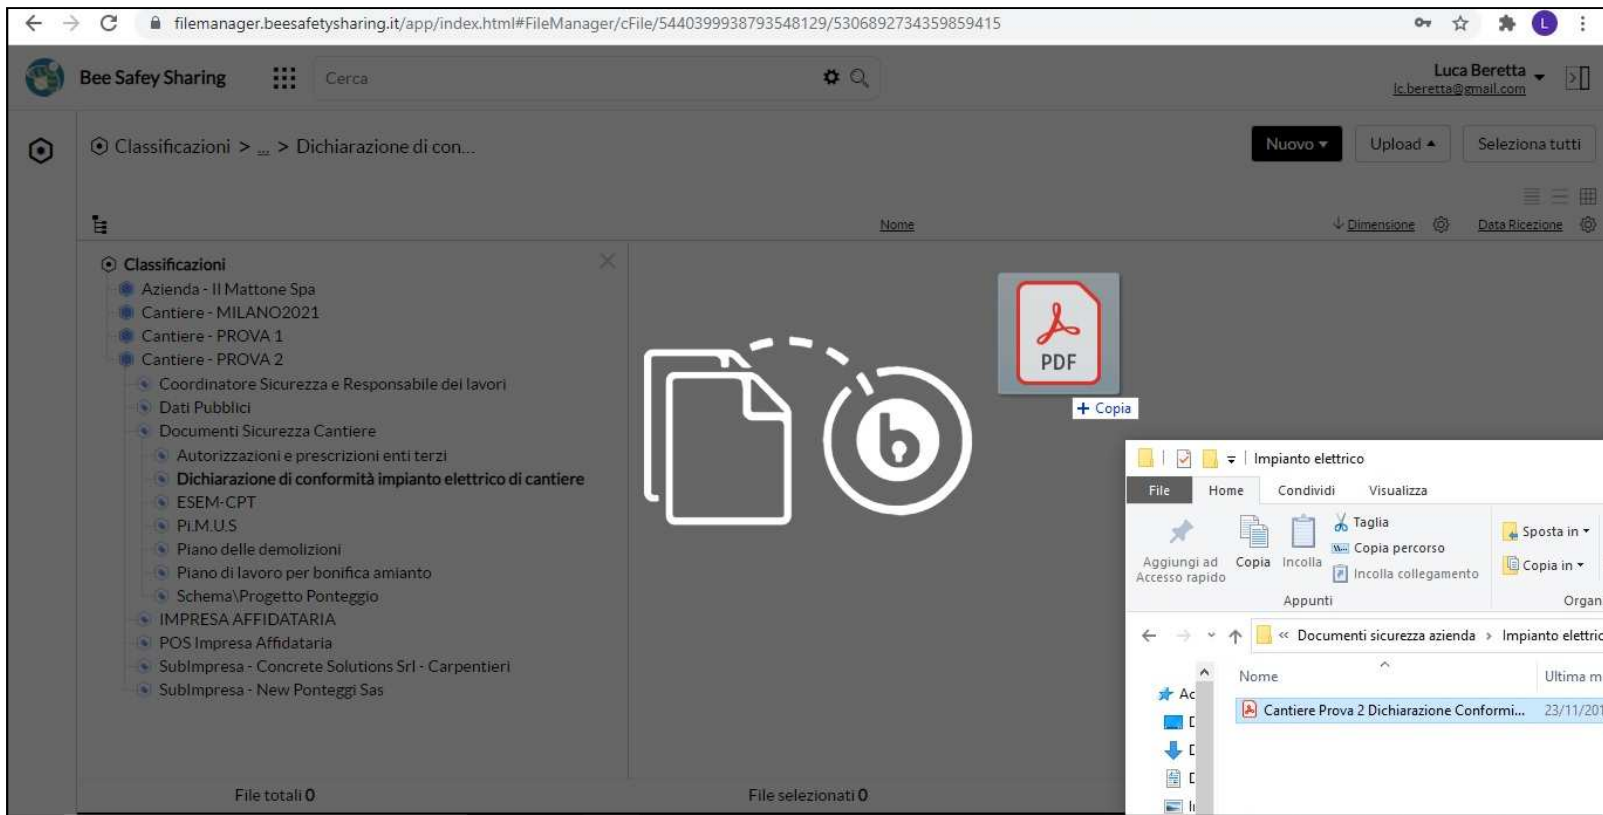 filemanager.beesafetysharing.it/app/index.html#FileManager/cFile/5440399938793548129/5306892734359859415
L
Bee Safey Sharing
Cerca
Luca Beretta
lc.beretta@gmail.com
Classificazioni > ... > Dichiarazione di con...
Nuovo
Upload
Seleziona tutti
Nome
Dimensione
Data Ricezione
Classificazioni
Azienda - Il Mattone Spa
Cantiere - MILANO2021
Cantiere - PROVA 1
Cantiere - PROVA 2
Coordinatore Sicurezza e Responsabile dei lavori
Dati Pubblici
Documenti Sicurezza Cantiere
Autorizzazioni e prescrizioni enti terzi
Dichiarazione di conformità impianto elettrico di cantiere
ESEM-CPT
Pi.M.U.S
Piano delle demolizioni
Piano di lavoro per bonifica amianto
Schema\Progetto Ponteggio
IMPRESA AFFIDATARIA
POS Impresa Affidataria
SubImpresa - Concrete Solutions Srl - Carpentieri
SubImpresa - New Ponteggi Sas
File totali 0
File selezionati 0
b
PDF
+ Copia
Impianto elettrico
File Home Condividi Visualizza
Aggiungi ad
Accesso rapido
Copia
Incolla
Taglia
Copia percorso
Incolla collegamento
Sposta in
Copia in
Appunti
Organ
« Documenti sicurezza azienda > Impianto elettric
Nome
Ultima m
Ac
Cantiere Prova 2 Dichiarazione Conformi... 23/11/201